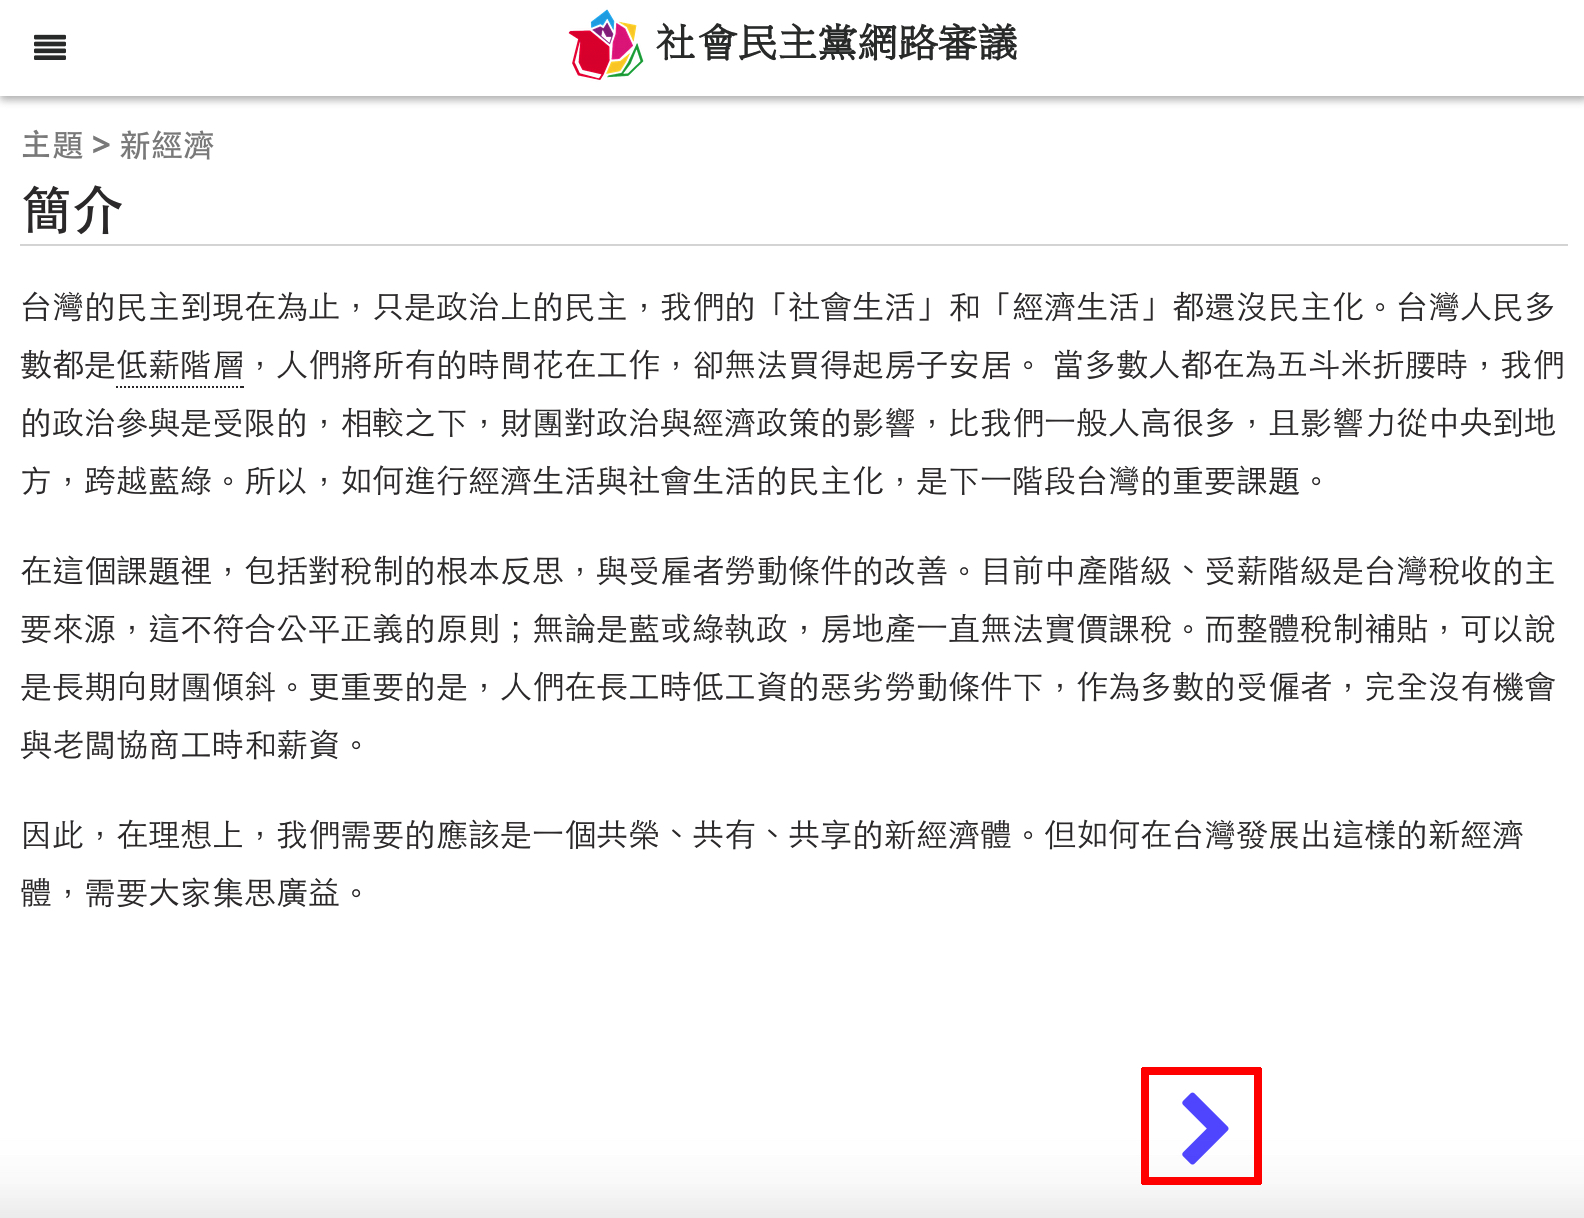 社會民主黨網路審議
主題 > 新經濟
簡介
台灣的民主到現在為止，只是政治上的民主，我們的「社會生活」和「經濟生活」都還沒民主化。台灣人民多
數都是低薪階層，人們將所有的時間花在工作，卻無法買得起房子安居。 當多數人都在為五斗米折腰時，我們
的政治參與是受限的，相較之下，財團對政治與經濟政策的影響，比我們一般人高很多，且影響力從中央到地
方，跨越藍綠。所以，如何進行經濟生活與社會生活的民主化，是下一階段台灣的重要課題。
在這個課題裡，包括對稅制的根本反思，與受雇者勞動條件的改善。目前中產階級、受薪階級是台灣稅收的主
要來源，這不符合公平正義的原則；無論是藍或綠執政，房地產一直無法實價課稅。而整體稅制補貼，可以說
是長期向財團傾斜。更重要的是，人們在長工時低工資的惡劣勞動條件下，作為多數的受僱者，完全沒有機會
與老闆協商工時和薪資。
因此，在理想上，我們需要的應該是一個共榮、共有、共享的新經濟體。但如何在台灣發展出這樣的新經濟
體，需要大家集思廣益。